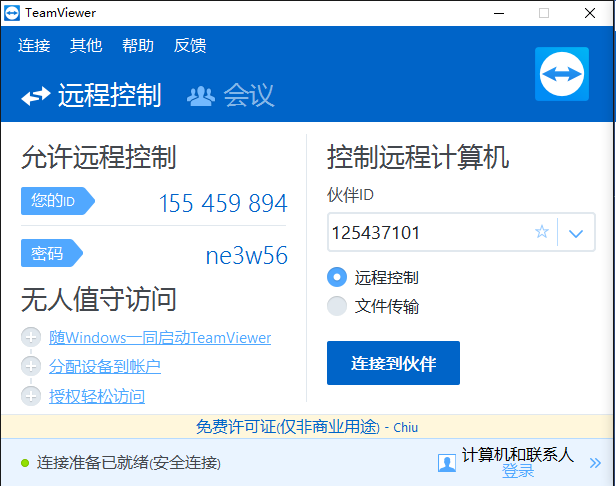 TeamViewer
连接 其他 帮助 反馈
远程控制 会议
允许远程控制
您的ID 155 459 894
密码 ne3w56
无人值守访问
随Windows一同启动TeamViewer
分配设备到帐户
授权轻松访问
控制远程计算机
伙伴ID
125437101
远程控制
文件传输
连接到伙伴
免费许可证(仅非商业用途) - Chiu
连接准备已就绪(安全连接)
计算机和联系人
登录